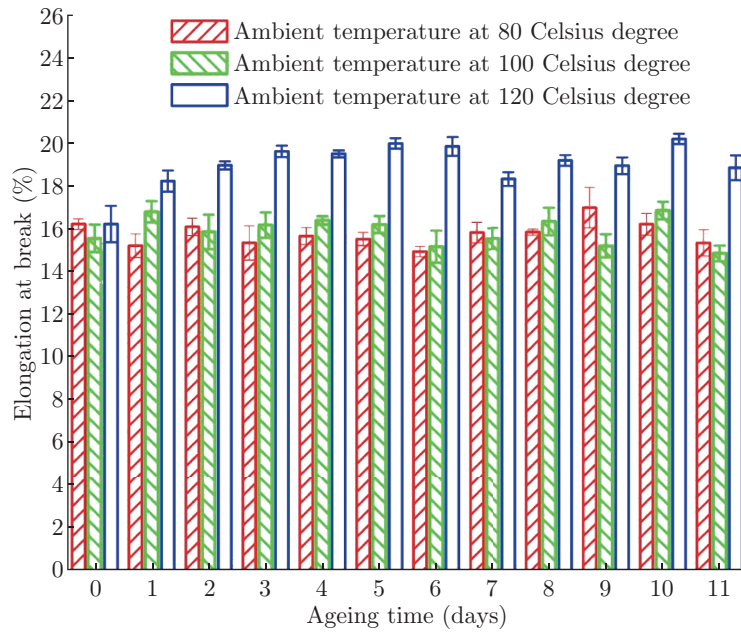 26
24
22
20
18
16
14
12
10
8
6
4
2
0
Elongation at break (%)
Ambient temperature at 80 Celsius degree
Ambient temperature at 100 Celsius degree
Ambient temperature at 120 Celsius degree
0 1 2 3 4 5 6 7 8 9 10 11
Ageing time (days)